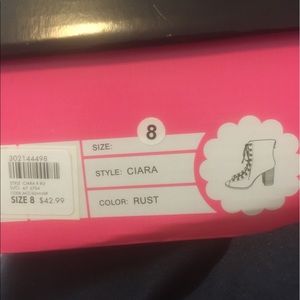 SIZE: 8
STYLE: CIARA
COLOR: RUST
302144498
SIZE 8 $42.99